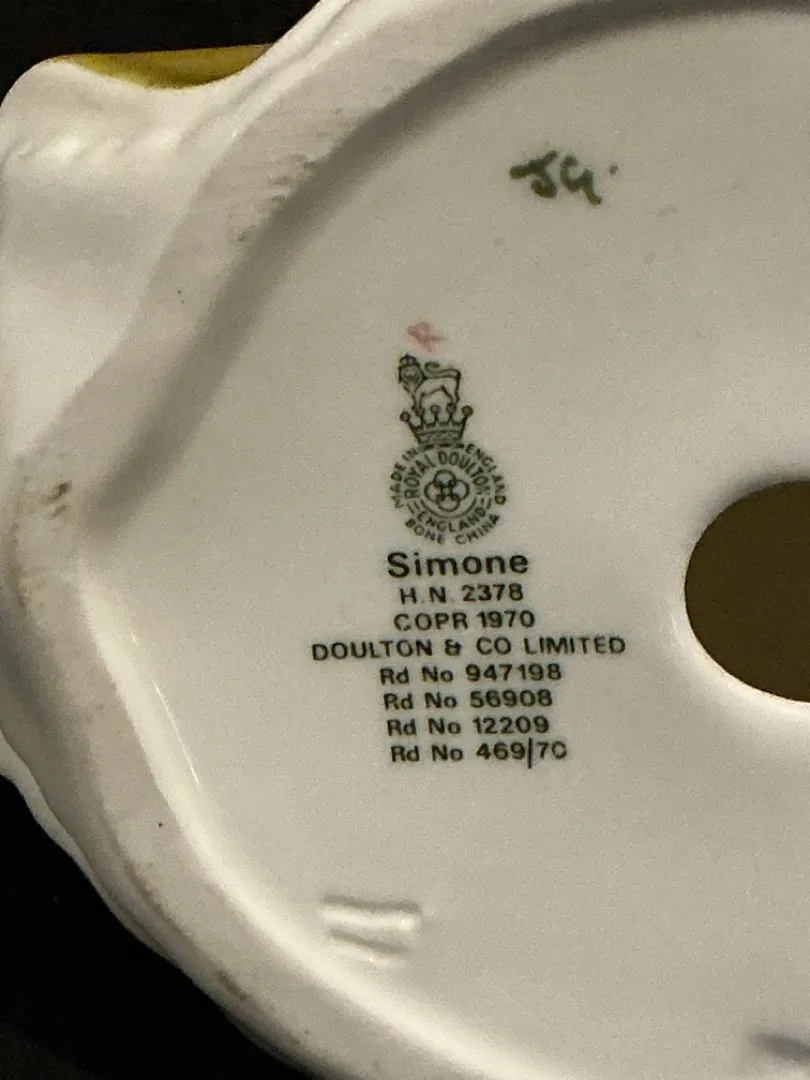 JG.
MADE IN ENGLAND
ROYAL DOULTON
ENGLAND
BONE CHINA
Simone
H.N. 2378
COPR 1970
DOULTON & CO LIMITED
Rd No 947198
Rd No 56908
Rd No 12209
Rd No 469/70